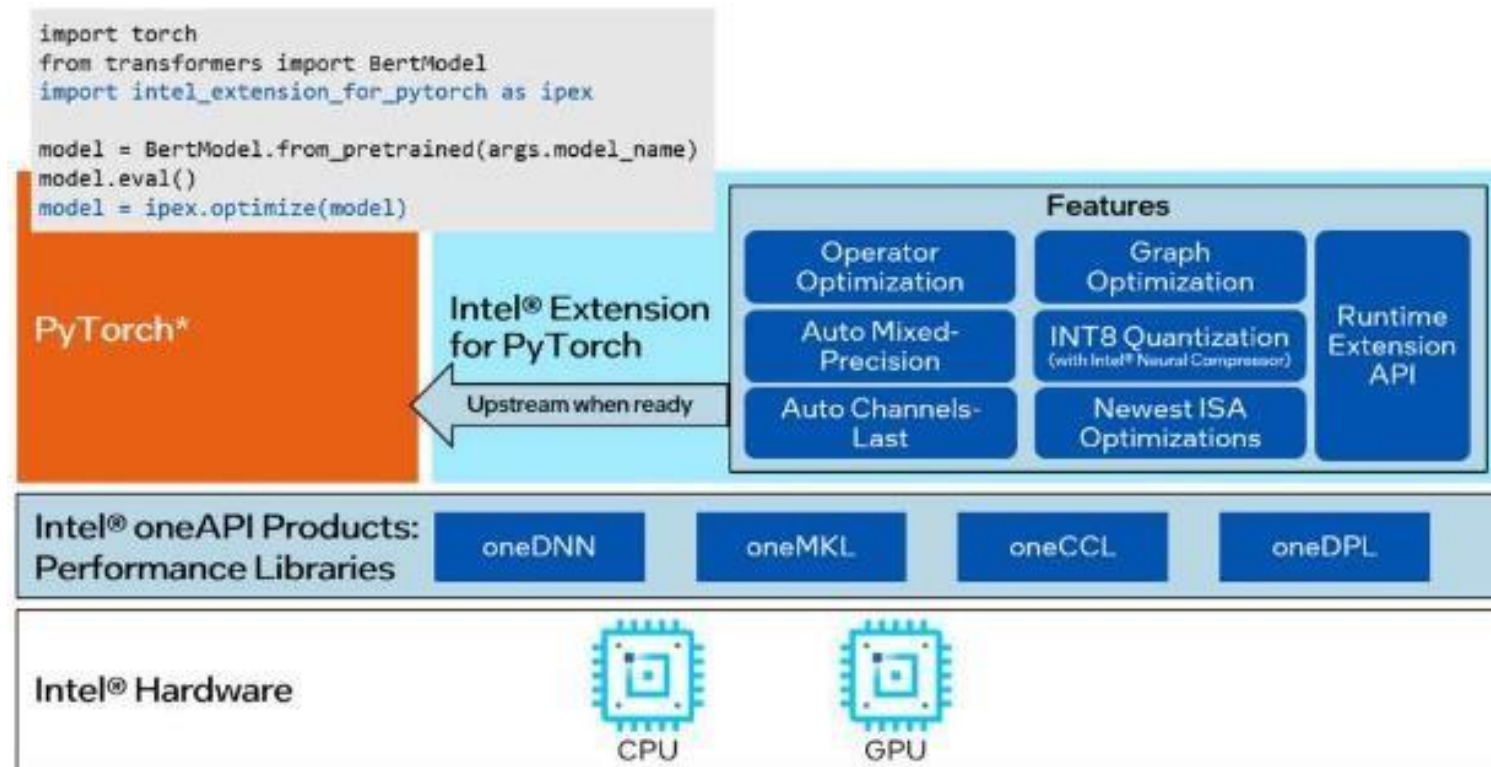 import torch
from transformers import BertModel
import intel_extension_for_pytorch as ipex
model = BertModel.from_pretrained(args.model_name)
model.eval()
model = ipex.optimize(model)
PyTorch*
Intel® Extension
for PyTorch
Upstream when ready
Features
Operator
Optimization
Graph
Optimization
Auto Mixed-
Precision
INT8 Quantization
(with Intel® Neural Compressor)
Auto Channels-
Last
Newest ISA
Optimizations
Runtime
Extension
API
Intel® oneAPI Products:
Performance Libraries
oneDNN
oneMKL
oneCCL
oneDPL
Intel® Hardware
CPU
GPU